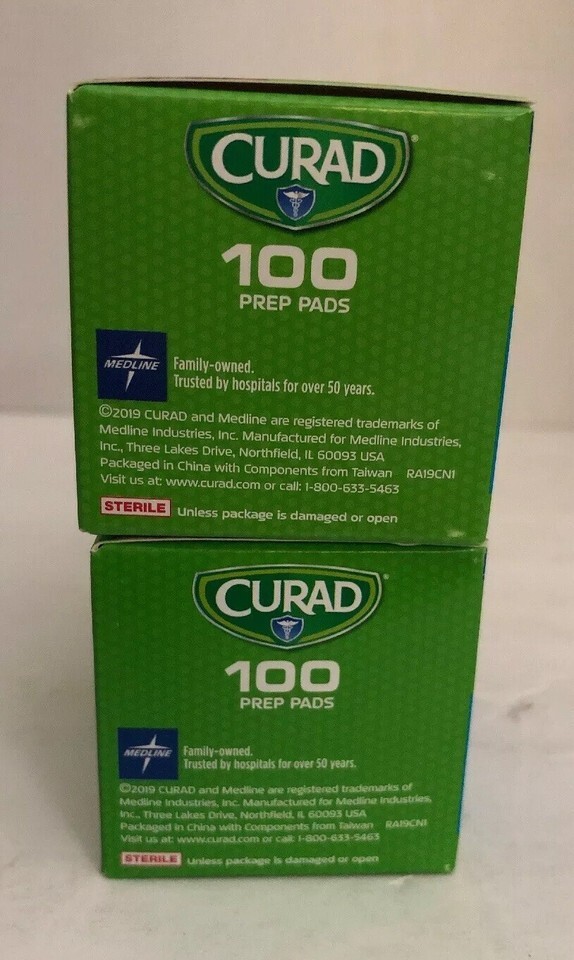 CURAD®
100
PREP PADS
MEDLINE
Family-owned.
Trusted by hospitals for over 50 years.
©2019 CURAD and Medline are registered trademarks of
Medline Industries, Inc. Manufactured for Medline Industries,
Inc., Three Lakes Drive, Northfield, IL 60093 USA
Packaged in China with Components from Taiwan RA19CN1
Visit us at: www.curad.com or call: 1-800-633-5463
STERILE Unless package is damaged or open
CURAD®
100
PREP PADS
MEDLINE
Family-owned.
Trusted by hospitals for over 50 years.
©2019 CURAD and Medline are registered trademarks of
Medline Industries, Inc. Manufactured for Medline Industries,
Inc., Three Lakes Drive, Northfield, IL 60093 USA
Packaged in China with Components from Taiwan RA19CN1
Visit us at: www.curad.com or call: 1-800-633-5463
STERILE Unless package is damaged or open